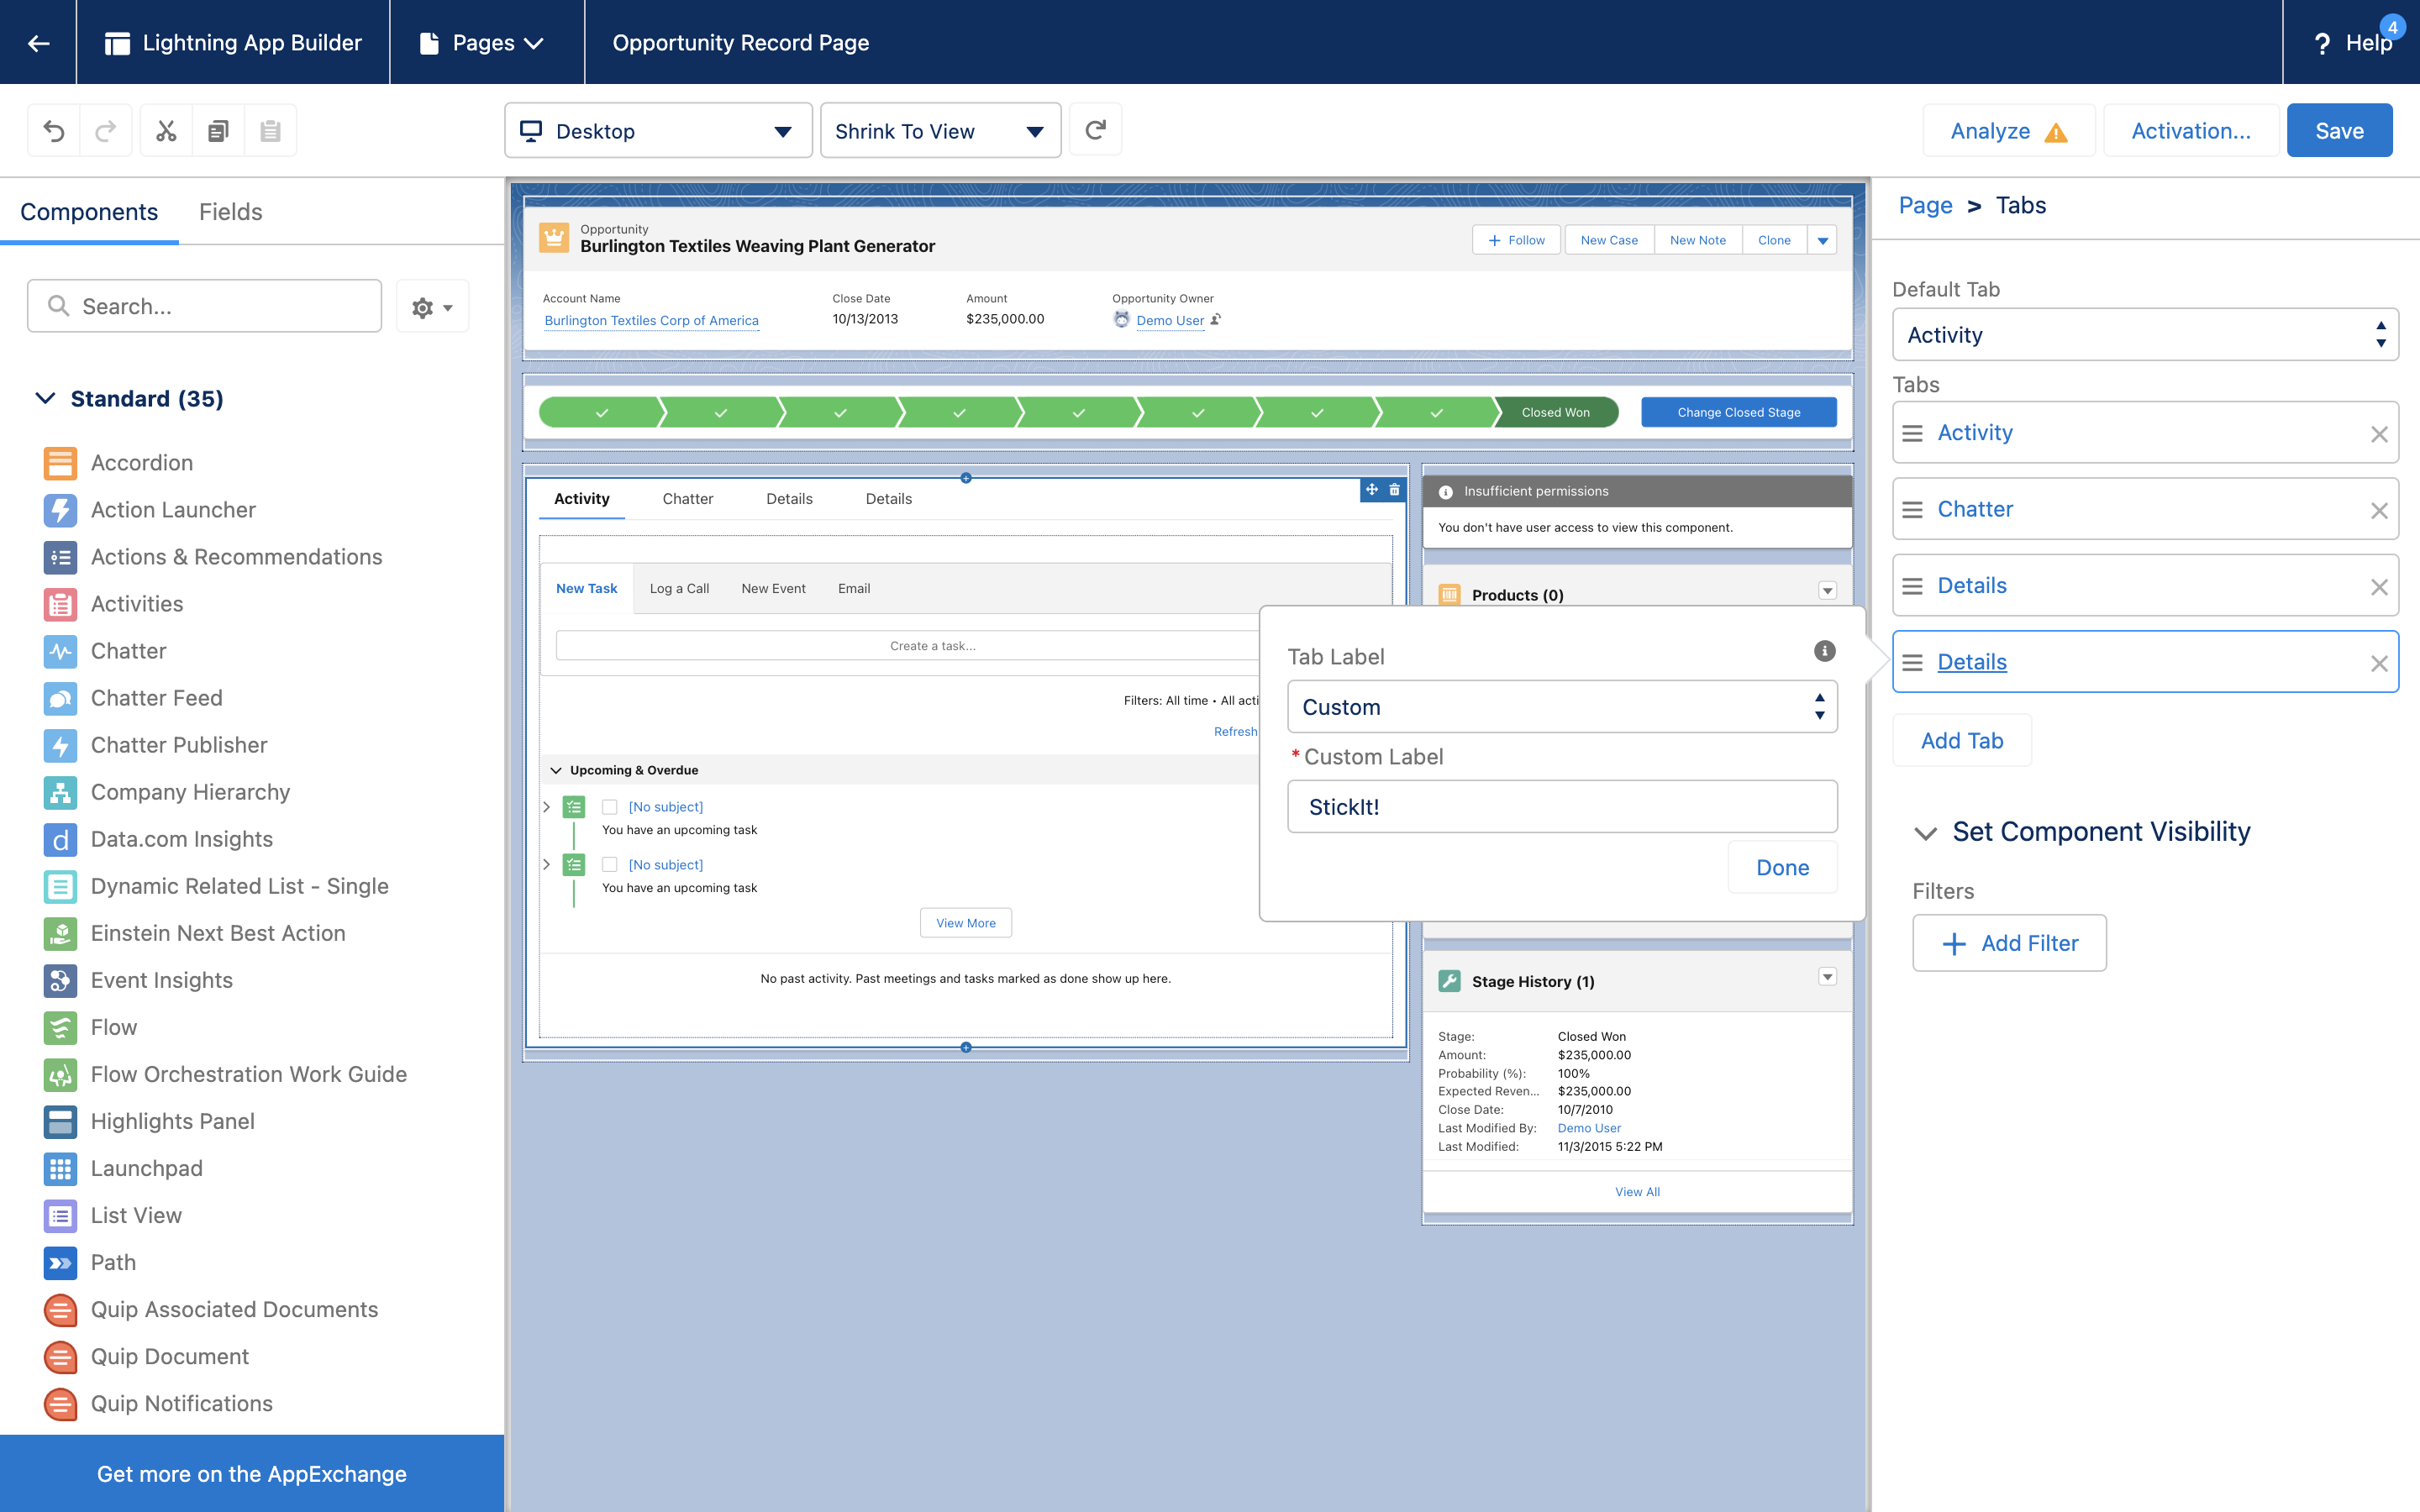 Lightning App Builder
Pages
Opportunity Record Page
? Help
4
Desktop
Shrink To View
Analyze
Activation...
Save
Components
Fields
Search...
Standard (35)
Accordion
Action Launcher
Actions & Recommendations
Activities
Chatter
Chatter Feed
Chatter Publisher
Company Hierarchy
d Data.com Insights
Dynamic Related List - Single
Einstein Next Best Action
Event Insights
Flow
Flow Orchestration Work Guide
Highlights Panel
Launchpad
List View
Path
Quip Associated Documents
Quip Document
Quip Notifications
Get more on the AppExchange
Opportunity
Burlington Textiles Weaving Plant Generator
+ Follow
New Case
New Note
Clone
Account Name
Burlington Textiles Corp of America
Close Date
10/13/2013
Amount
$235,000.00
Opportunity Owner
Demo User
Closed Won
Change Closed Stage
Activity
Chatter
Details
Details
New Task
Log a Call
New Event
Email
Create a task...
Filters: All time • All acti
Refresh
Upcoming & Overdue
[No subject]
You have an upcoming task
[No subject]
You have an upcoming task
View More
No past activity. Past meetings and tasks marked as done show up here.
Insufficient permissions
You don't have user access to view this component.
Products (0)
Tab Label
Custom
*Custom Label
StickIt!
Done
Stage History (1)
Stage: Closed Won
Amount: $235,000.00
Probability (%): 100%
Expected Reven... $235,000.00
Close Date: 10/7/2010
Last Modified By: Demo User
Last Modified: 11/3/2015 5:22 PM
View All
Page > Tabs
Default Tab
Activity
Tabs
Activity
Chatter
Details
Details
Add Tab
Set Component Visibility
Filters
+ Add Filter